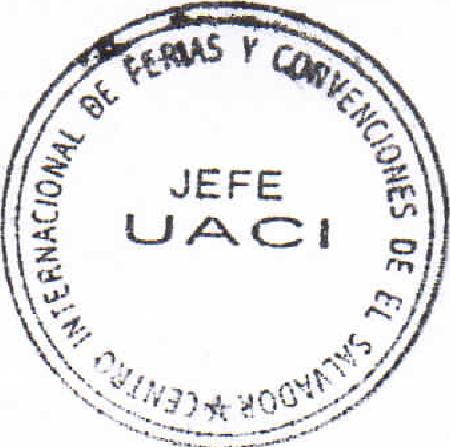 CENTRO INTERNACIONAL DE FERIAS Y CONVENCIONES DE EL SALVADOR
JEFE
UACI